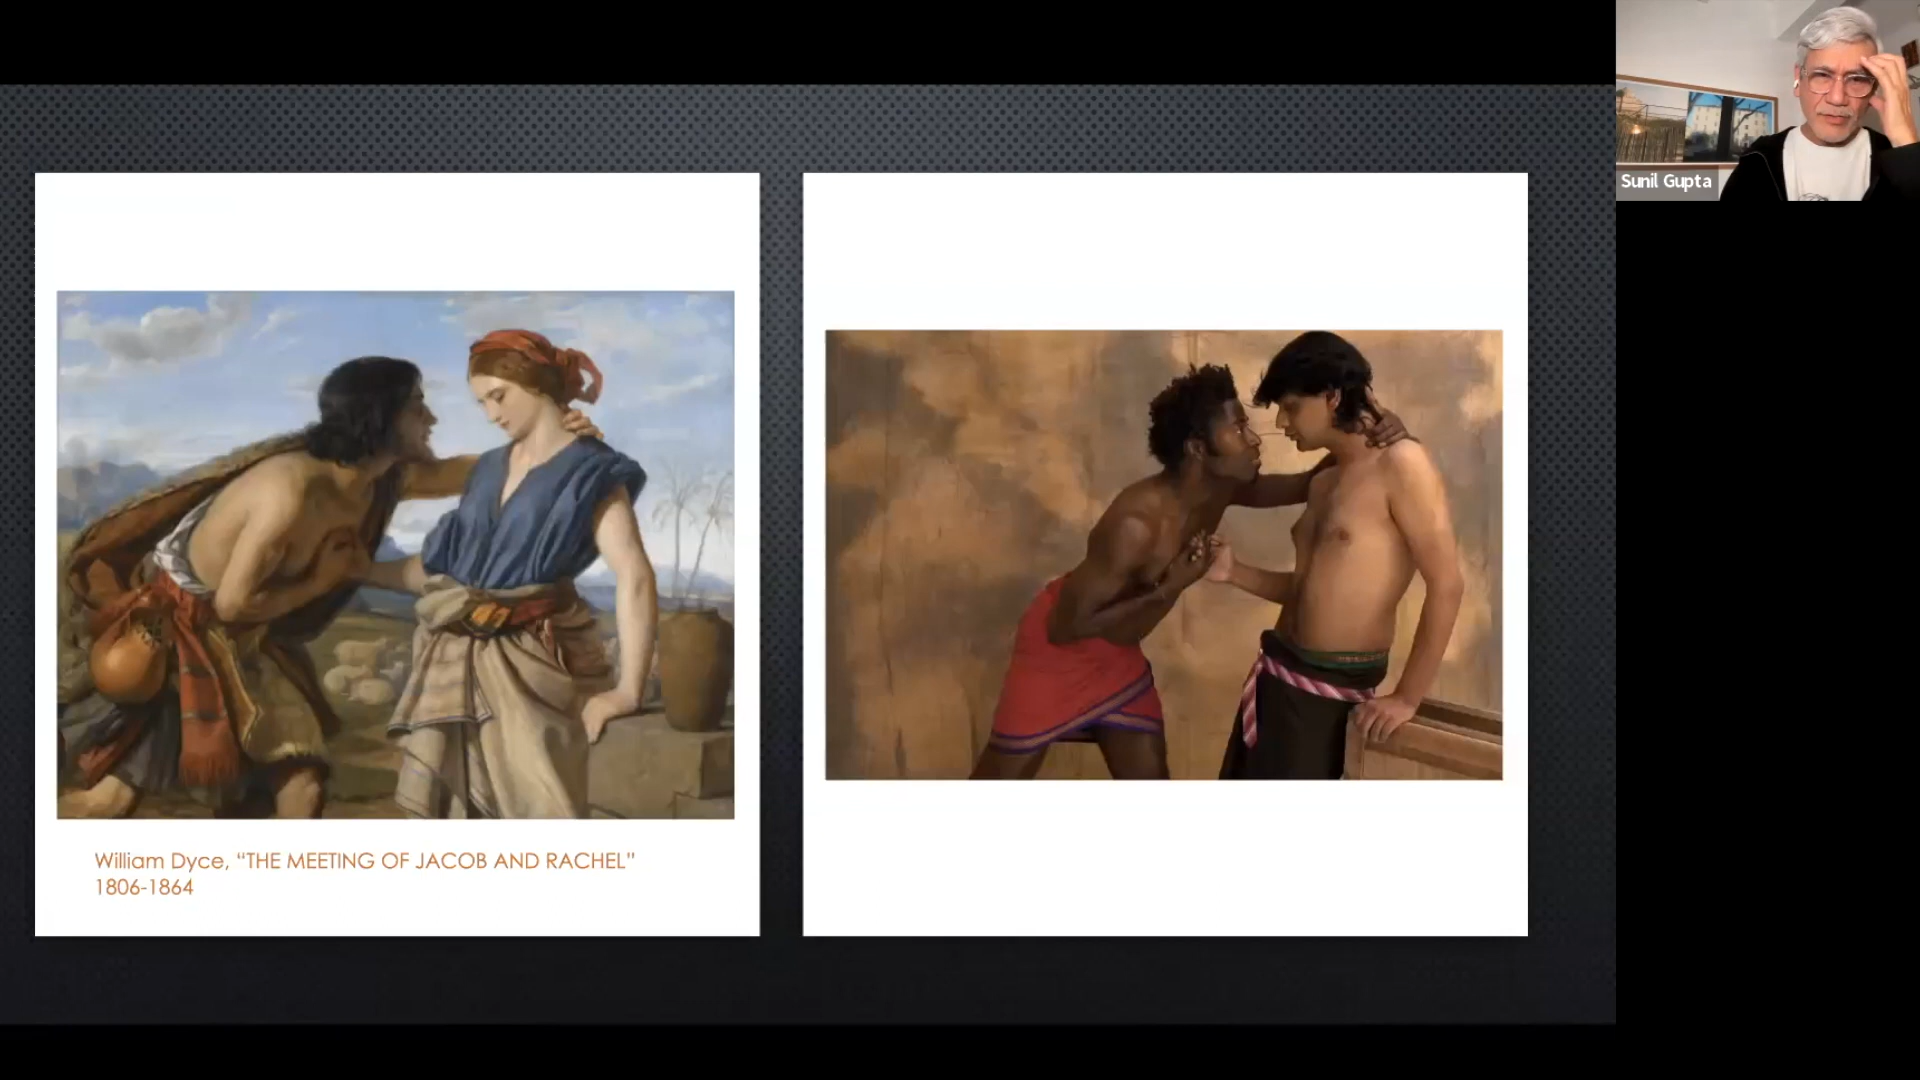 Sunil Gupta
William Dyce, “THE MEETING OF JACOB AND RACHEL”
1806-1864